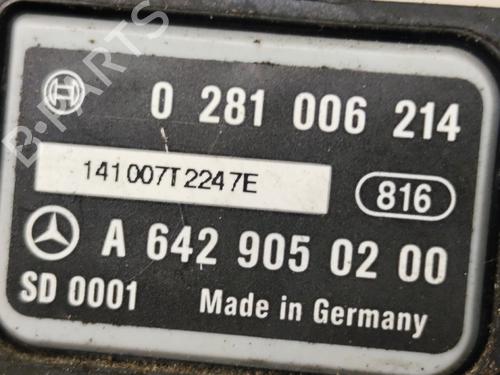 B-PARTS
0 281 006 214
141007T2247E
816
A 642 905 02 00
SD 0001 Made in Germany